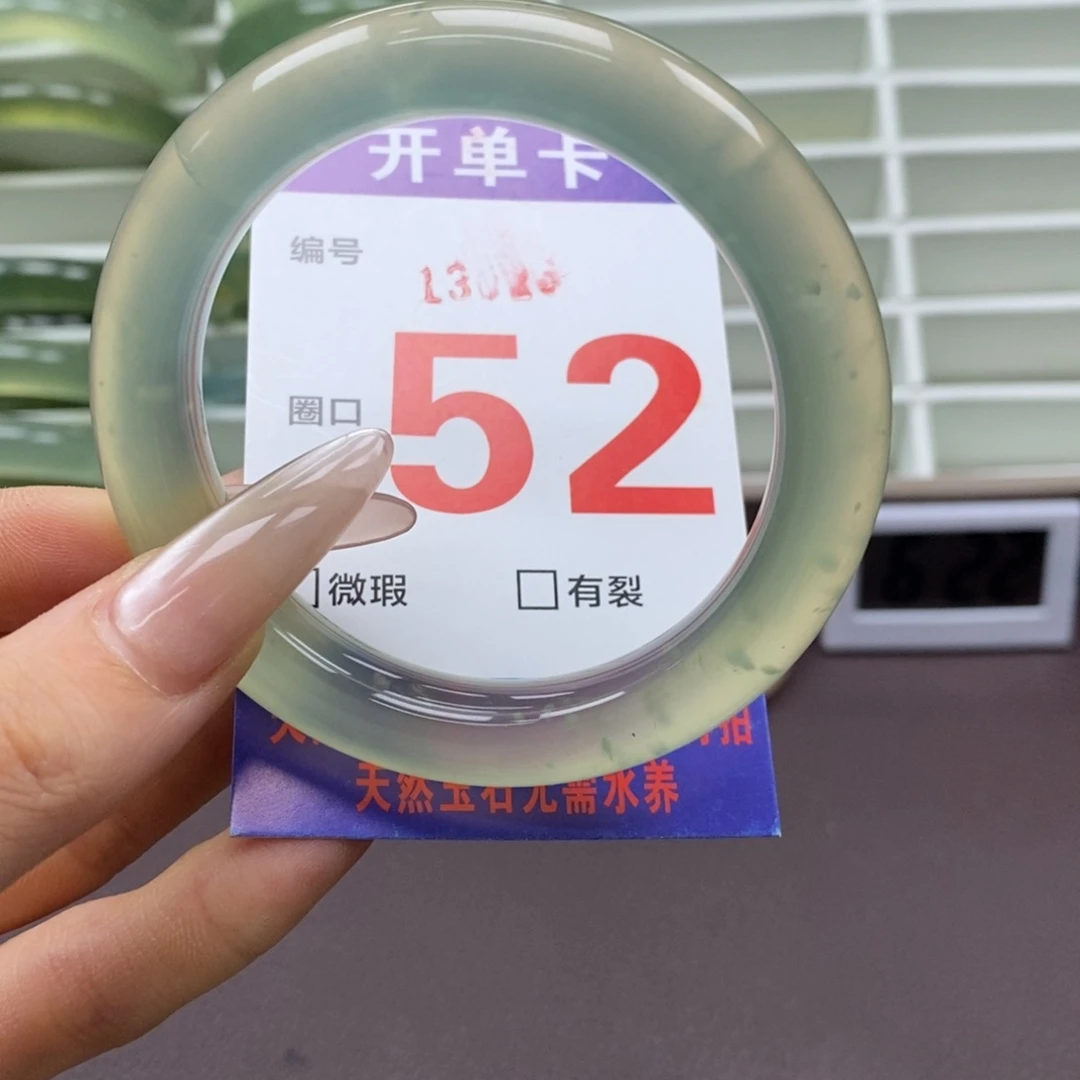 开单卡
编号
圈口 52
微瑕 有裂
天然玉石无需水养